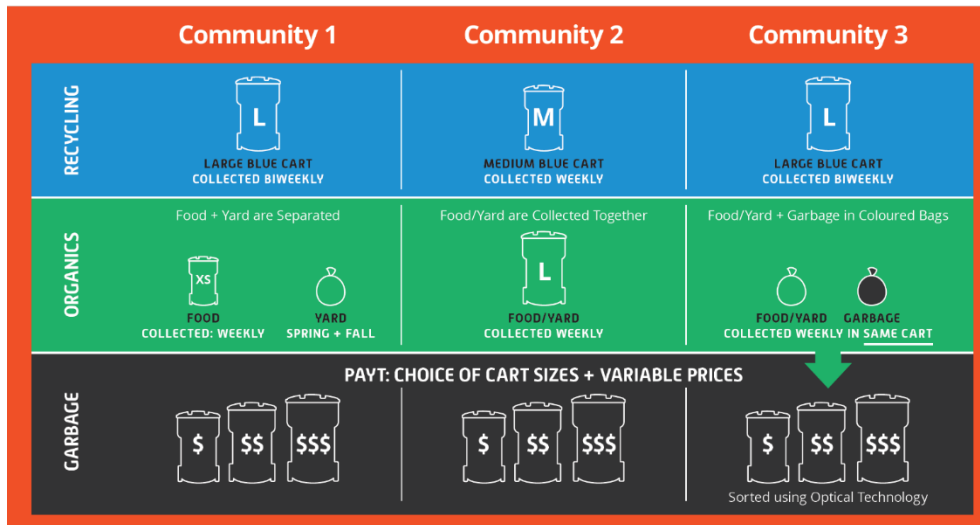 Community 1
Community 2
Community 3
RECYCLING
L
LARGE BLUE CART
COLLECTED BIWEEKLY
M
MEDIUM BLUE CART
COLLECTED WEEKLY
L
LARGE BLUE CART
COLLECTED BIWEEKLY
ORGANICS
Food + Yard are Separated
XS
FOOD
COLLECTED: WEEKLY
YARD
SPRING + FALL
Food/Yard are Collected Together
L
FOOD/YARD
COLLECTED WEEKLY
Food/Yard + Garbage in Coloured Bags
FOOD/YARD GARBAGE
COLLECTED WEEKLY IN SAME CART
GARBAGE
PAYT: CHOICE OF CART SIZES + VARIABLE PRICES
$ $$ $$$
$ $$ $$$
$ $$ $$$
Sorted using Optical Technology